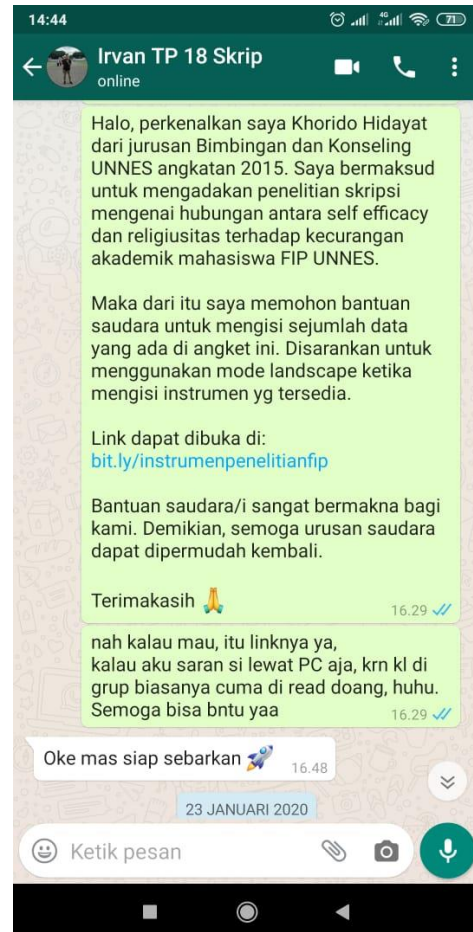 14:44
4G
71
Irvan TP 18 Skrip
online
Halo, perkenalkan saya Khorido Hidayat
dari jurusan Bimbingan dan Konseling
UNNES angkatan 2015. Saya bermaksud
untuk mengadakan penelitian skripsi
mengenai hubungan antara self efficacy
dan religiusitas terhadap kecurangan
akademik mahasiswa FIP UNNES.
Maka dari itu saya memohon bantuan
saudara untuk mengisi sejumlah data
yang ada di angket ini. Disarankan untuk
menggunakan mode landscape ketika
mengisi instrumen yg tersedia.
Link dapat dibuka di:
bit.ly/instrumenpenelitianfip
Bantuan saudara/i sangat bermakna bagi
kami. Demikian, semoga urusan saudara
dapat dipermudah kembali.
Terimakasih 🙏
16.29
nah kalau mau, itu linknya ya,
kalau aku saran si lewat PC aja, krn kl di
grup biasanya cuma di read doang, huhu.
Semoga bisa bntu yaa
16.29
Oke mas siap sebarkan 🚀
16.48
23 JANUARI 2020
Ketik pesan